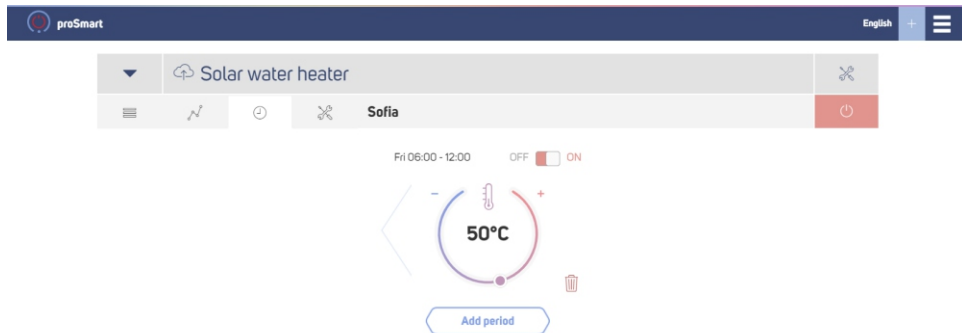 proSmart
English
Solar water heater
Sofia
Fri 06:00 - 12:00 OFF ON
- +
50°C
Add period